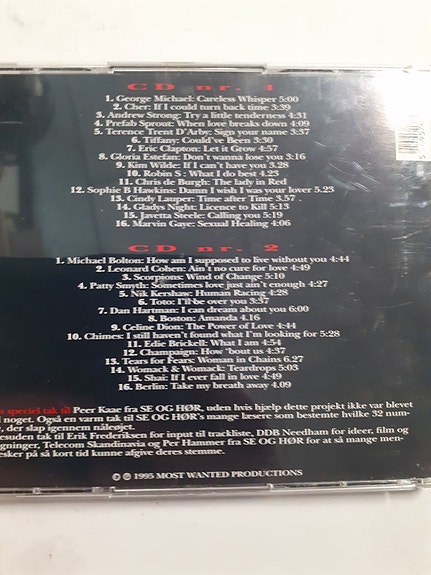 CD nr. 1
1. George Michael: Careless Whisper 5:00
2. Cher: If I could turn back time 3:39
3. Andrew Strong: Try a little tenderness 4:31
4. Prefab Sprout: When love breaks down 4:09
5. Terence Trent D'Arby: Sign your name 3:37
6. Tiffany: Could've Been 3:30
7. Eric Clapton: Let it Grow 4:57
8. Gloria Estefan: Don't wanna lose you 3:16
9. Kim Wilde: If I can't have you 3.28
10. Robin S: What I do best 4.23
11. Chris de Burgh: The lady in Red
12. Sophie B Hawkins: Damn I wish I was your lover 5.23
13. Cindy Lauper: Time after Time 3.57
14. Gladys Night: Licence to Kill 5:13
15. Javetta Steele: Calling you 5:19
16. Marvin Gaye: Sexual Healing 4:06
CD nr. 2
1. Michael Bolton: How am I supposed to live without you 4:44
2. Leonard Cohen: Ain't no cure for love 4:49
3. Scorpions: Wind of Change 5:10
4. Patty Smyth: Sometimes love just ain't enough 4:27
5. Nik Kershaw: Human Racing 4:28
6. Toto: I'll be over you 3:37
7. Dan Hartman: I can dream about you 6:00
8. Boston: Amanda 4.16
9. Celine Dion: The Power of Love 4:44
10. Chimes: I still haven't found what I'm looking for 5:28
11. Edie Brickell: What I am 4:54
12. Champaign: How 'bout us 4:37
13. Tears for Fears: Woman in Chains 6.27
14. Womack & Womack: Teardrops 5:03
15. Shai: If I ever fall in love 4:49
16. Berlin: Take my breath away 4.09
n speciel tak til Peer Kaae fra SE OG HØR, uden hvis hjælp dette projekt ikke var blevet
noget. Også en varm tak til SE OG HØR's mange læsere som bestemte hvilke 32 num-
, der slap igennem nåleøjet.
esuden tak til Erik Frederiksen for input til trackliste, DDB Needham for ideer, film og
gninger, Telecom Skandinavia og Per Hammer fra SE OG HØR for at så mange men-
esker på så kort tid kunne afgive deres stemme.
© ℗ 1995 MOST WANTED PRODUCTIONS